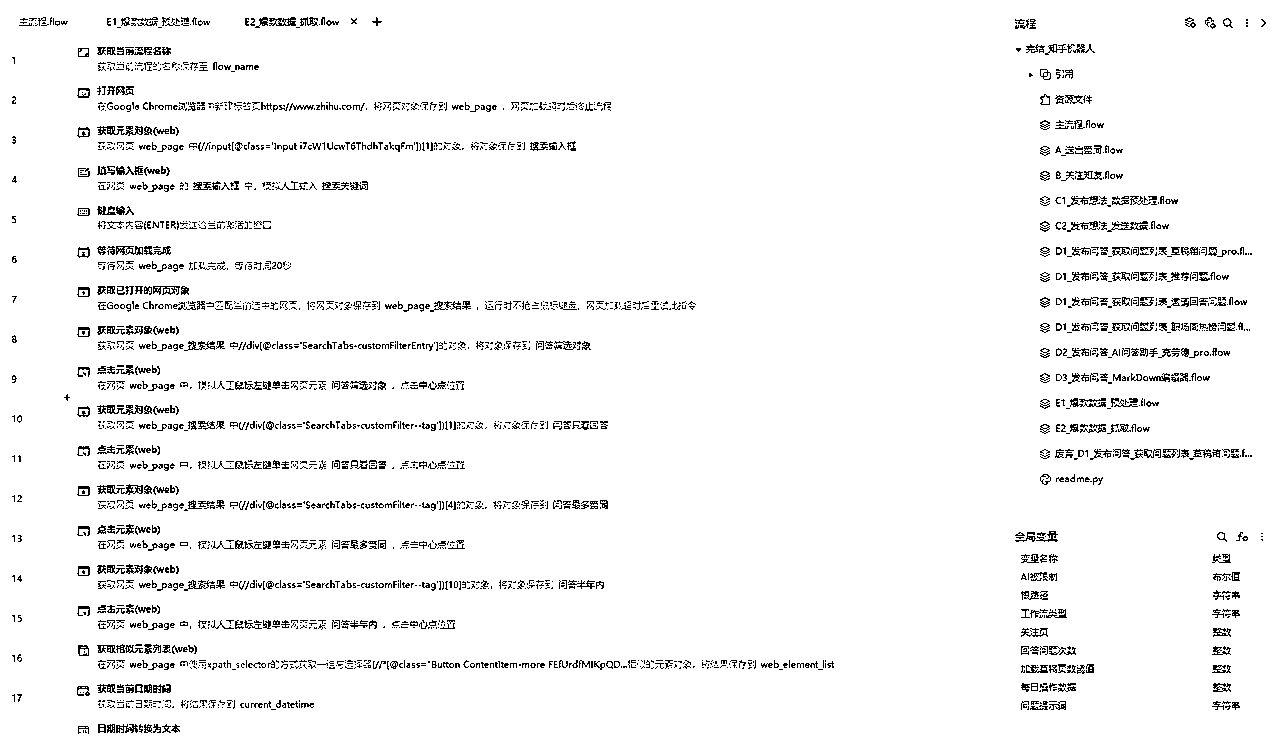 主流程.flow
E1_爆款数据_预处理.flow
E2_爆款数据_抓取.flow
1
获取当前流程名称
获取当前流程的名称保存至 flow_name
2
打开网页
在Google Chrome浏览器中新建标签页https://www.zhihu.com/，将网页对象保存到 web_page ，网页加载超时后终止流程
3
获取元素对象(web)
获取网页 web_page 中(//input[@class='Input i7cW1UcwT6ThdhTakqFm'])[1]的对象，将对象保存到 搜索输入框
4
填写输入框(web)
在网页 web_page 的 搜索输入框 中，模拟人工输入 搜索关键词
5
键盘输入
将文本内容(ENTER)发送给当前激活的窗口
6
等待网页加载完成
等待网页 web_page 加载完成，等待时间20秒
7
获取已打开的网页对象
在Google Chrome浏览器中匹配当前选中的网页，将网页对象保存到 web_page_搜索结果 ，运行时不抢占鼠标键盘，网页加载超时后重试此指令
8
获取元素对象(web)
获取网页 web_page_搜索结果 中//div[@class='SearchTabs-customFilterEntry']的对象，将对象保存到 问答筛选对象
9
点击元素(web)
在网页 web_page 中，模拟人工鼠标左键单击网页元素 问答筛选对象 ，点击中心点位置
10
获取元素对象(web)
获取网页 web_page_搜索结果 中(//div[@class='SearchTabs-customFilter--tag'])[1]的对象，将对象保存到 问答只看回答
11
点击元素(web)
在网页 web_page 中，模拟人工鼠标左键单击网页元素 问答只看回答 ，点击中心点位置
12
获取元素对象(web)
获取网页 web_page_搜索结果 中(//div[@class='SearchTabs-customFilter--tag'])[4]的对象，将对象保存到 问答最多赞同
13
点击元素(web)
在网页 web_page 中，模拟人工鼠标左键单击网页元素 问答最多赞同 ，点击中心点位置
14
获取元素对象(web)
获取网页 web_page_搜索结果 中(//div[@class='SearchTabs-customFilter--tag'])[10]的对象，将对象保存到 问答半年内
15
点击元素(web)
在网页 web_page 中，模拟人工鼠标左键单击网页元素 问答半年内 ，点击中心点位置
16
获取相似元素列表(web)
在网页 web_page 中使用xpath_selector的方式获取一组与选择器[//*[@class="Button ContentItem-more FEfUrdfMIKpQD...相似的元素对象，将结果保存到 web_element_list
17
获取当前日期时间
获取当前日期时间，将结果保存到 current_datetime
日期时间转换为文本
流程
完结_知乎机器人
引用
资源文件
主流程.flow
A_送出赞同.flow
B_关注知友.flow
C1_发布想法_数据预处理.flow
C2_发布想法_发送数据.flow
D1_发布问答_获取问题列表_草稿箱问题_pro.fl...
D1_发布问答_获取问题列表_推荐问题.flow
D1_发布问答_获取问题列表_邀请回答问题.flow
D1_发布问答_获取问题列表_职场周热榜问题.fl...
D2_发布问答_AI问答助手_克劳德_pro.flow
D3_发布问答_MarkDown编辑器.flow
E1_爆款数据_预处理.flow
E2_爆款数据_抓取.flow
废弃_D1_发布问答_获取问题列表_草稿箱问题.f...
readme.py
全局变量
变量名称 类型
AI被限制 布尔值
根路径 字符串
工作流类型 字符串
关注页 整数
回答问题次数 整数
加载草稿页数阈值 整数
每日操作数据 整数
问题提示词 字符串